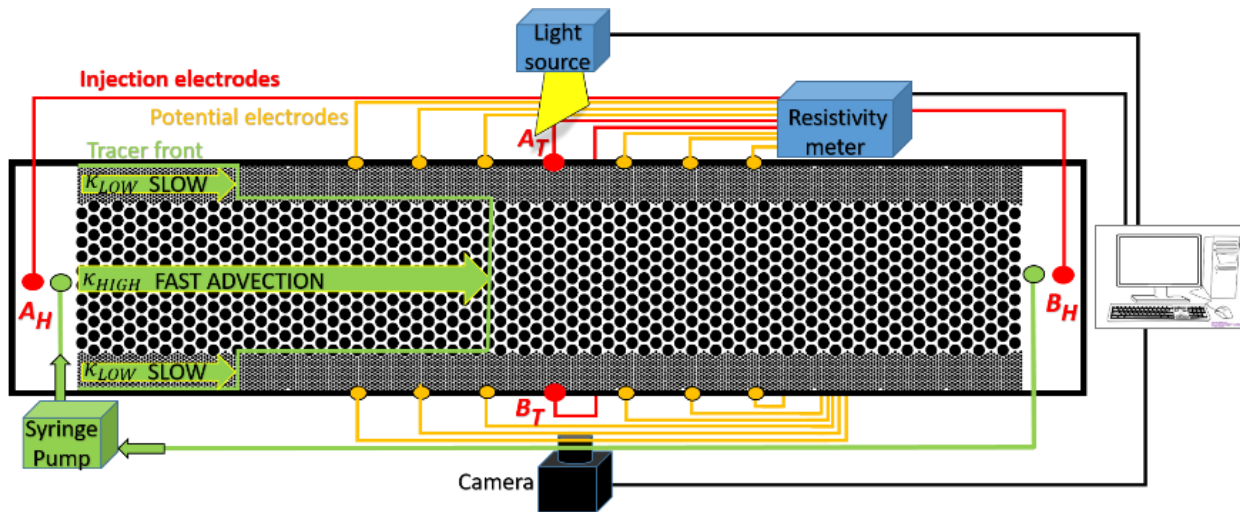 Light
source
Injection electrodes
Potential electrodes
Resistivity
meter
A_T
Tracer front
κ_LOW SLOW
κ_HIGH FAST ADVECTION
A_H
B_H
κ_LOW SLOW
B_T
Syringe
Pump
Camera